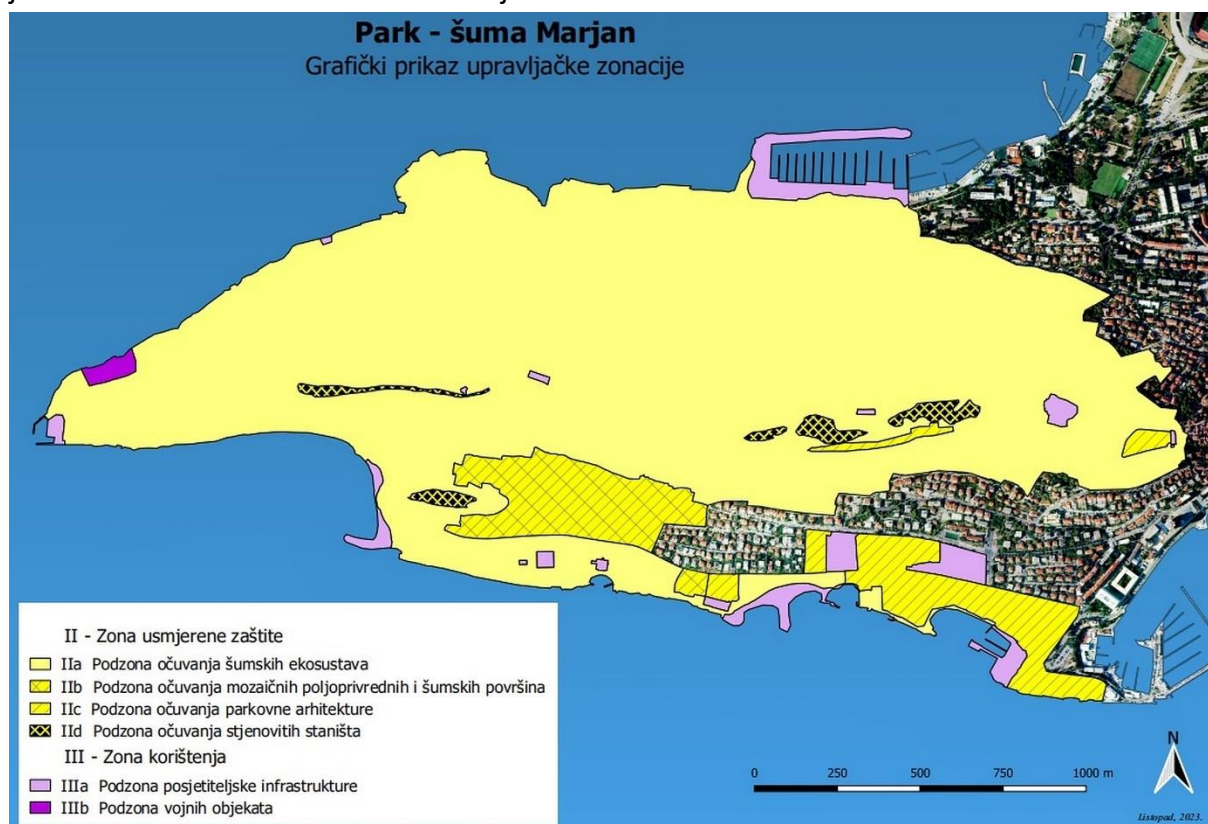 Park - šuma Marjan
Grafički prikaz upravljačke zonacije
II - Zona usmjerene zaštite
IIa Podzona očuvanja šumskih ekosustava
IIb Podzona očuvanja mozaičnih poljoprivrednih i šumskih površina
IIc Podzona očuvanja parkovne arhitekture
IId Podzona očuvanja stjenovitih staništa
III - Zona korištenja
IIIa Podzona posjetiteljske infrastrukture
IIIb Podzona vojnih objekata
0 250 500 750 1000 m
N
Listopad, 2023.